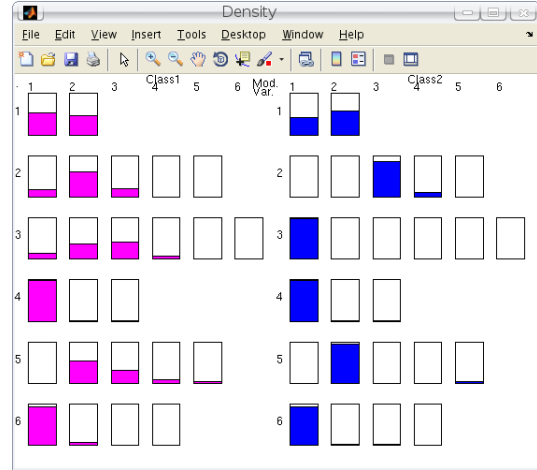 Density
File Edit View Insert Tools Desktop Window Help
Class1 Mod. Class2
. 1 2 3 4 5 6 Var. 1 2 3 4 5 6
1 1
2 2
3 3
4 4
5 5
6 6